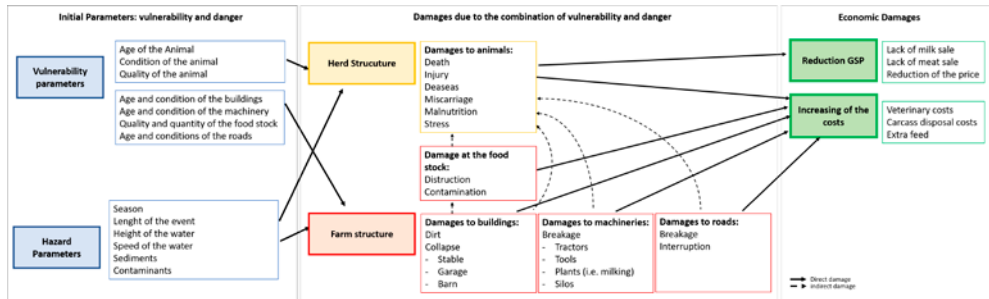 Initial Parameters: vulnerability and danger
Vulnerability
parameters
Age of the Animal
Condition of the animal
Quality of the animal
Age and condition of the buildings
Age and condition of the machinery
Quality and quantity of the food stock
Age and conditions of the roads
Hazard
Parameters
Season
Lenght of the event
Height of the water
Speed of the water
Sediments
Contaminants
Damages due to the combination of vulnerability and danger
Herd Strucuture
Farm structure
Damages to animals:
Death
Injury
Deaseas
Miscarriage
Malnutrition
Stress
Damage at the food
stock:
Distruction
Contamination
Damages to buildings:
Dirt
Collapse
- Stable
- Garage
- Barn
Damages to machineries:
Breakage
- Tractors
- Tools
- Plants (i.e. milking)
- Silos
Damages to roads:
Breakage
Interruption
Economic Damages
Reduction GSP
Lack of milk sale
Lack of meat sale
Reduction of the price
Increasing of the
costs
Veterinary costs
Carcass disposal costs
Extra feed
Direct damage
indirect damage